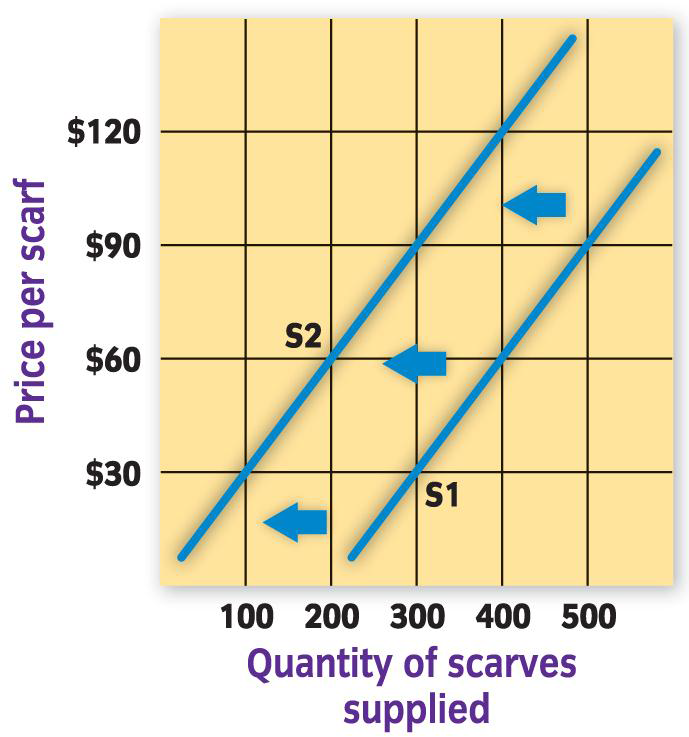 Price per scarf
$120
$90
$60
$30
S2
S1
100 200 300 400 500
Quantity of scarves
supplied